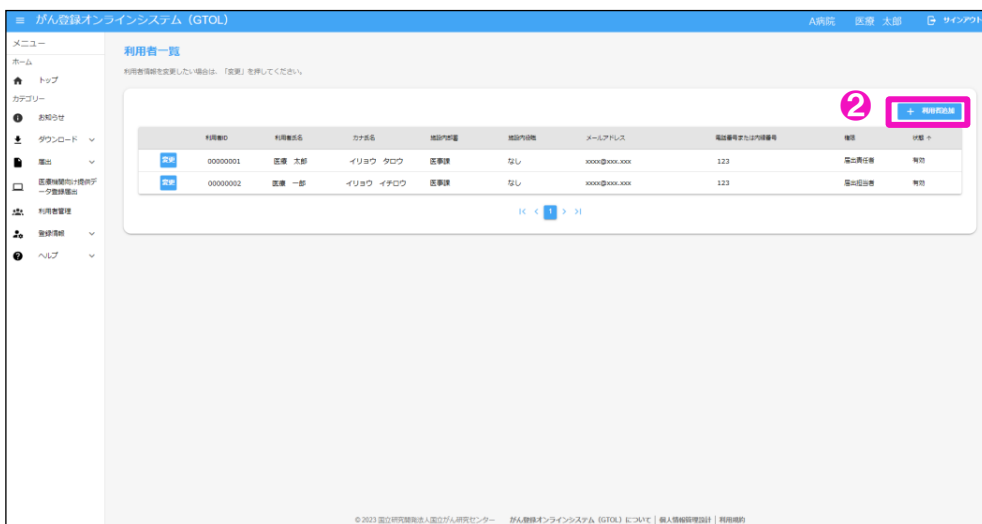 ≡ がん登録オンラインシステム（GTOL） A病院 医療 太郎 サインアウト
メニュー
ホーム
トップ
カテゴリー
お知らせ
ダウンロード
届出
医療機関向け提供データ登録届出
利用者管理
登録情報
ヘルプ
利用者一覧
利用者情報を変更したい場合は、「変更」を押してください。
❷ ＋ 利用者追加
利用者ID 利用者氏名 カナ氏名 施設内部署 施設内役職 メールアドレス 電話番号または内線番号 権限 状態 ↑
変更 00000001 医療 太郎 イリョウ タロウ 医事課 なし xxxx@xxx.xxx 123 届出責任者 有効
変更 00000002 医療 一郎 イリョウ イチロウ 医事課 なし xxxx@xxx.xxx 123 届出担当者 有効
|< < 1 > >|
© 2023 国立研究開発法人国立がん研究センター がん登録オンラインシステム（GTOL）について | 個人情報管理設計 | 利用規約